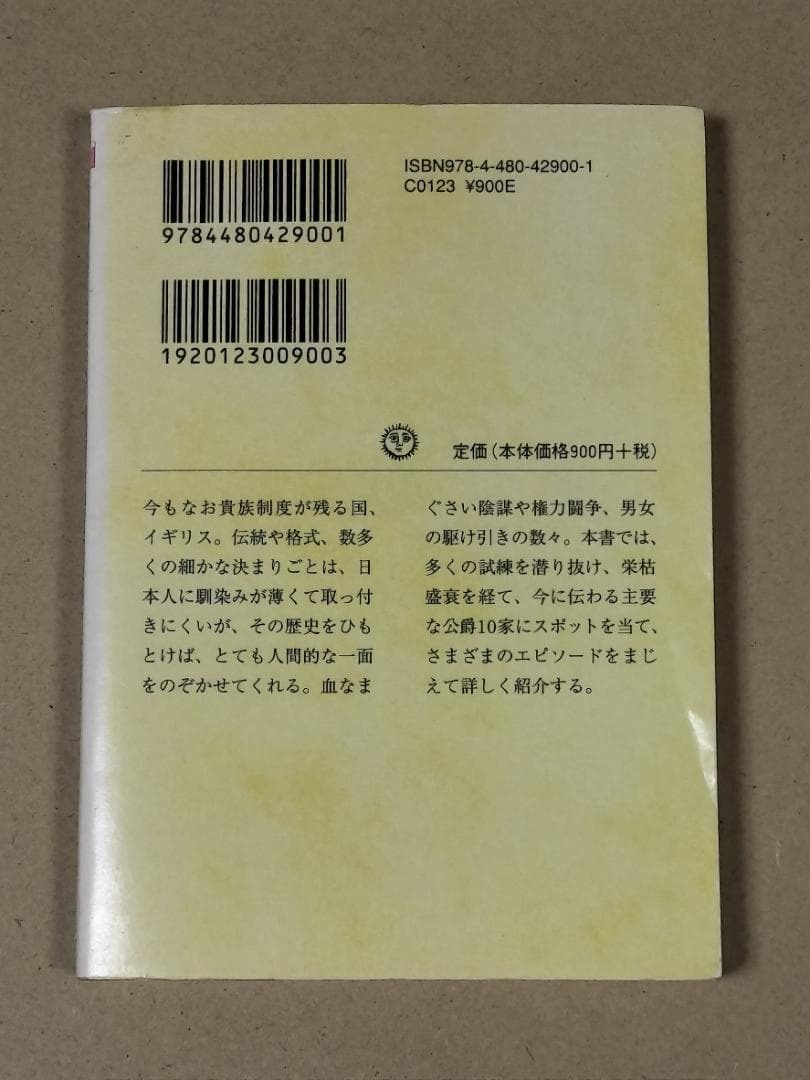 ISBN978-4-480-42900-1
C0123 ¥900E
9784480429001
1920123009003
定価(本体価格900円+税)
今もなお貴族制度が残る国、
イギリス。伝統や格式、数多
くの細かな決まりごとは、日
本人に馴染みが薄くて取っ付
きにくいが、その歴史をひも
とけば、とても人間的な一面
をのぞかせてくれる。血なま
ぐさい陰謀や権力闘争、男女
の駆け引きの数々。本書では、
多くの試練を潜り抜け、栄枯
盛衰を経て、今に伝わる主要
な公爵10家にスポットを当て、
さまざまのエピソードをまじ
えて詳しく紹介する。